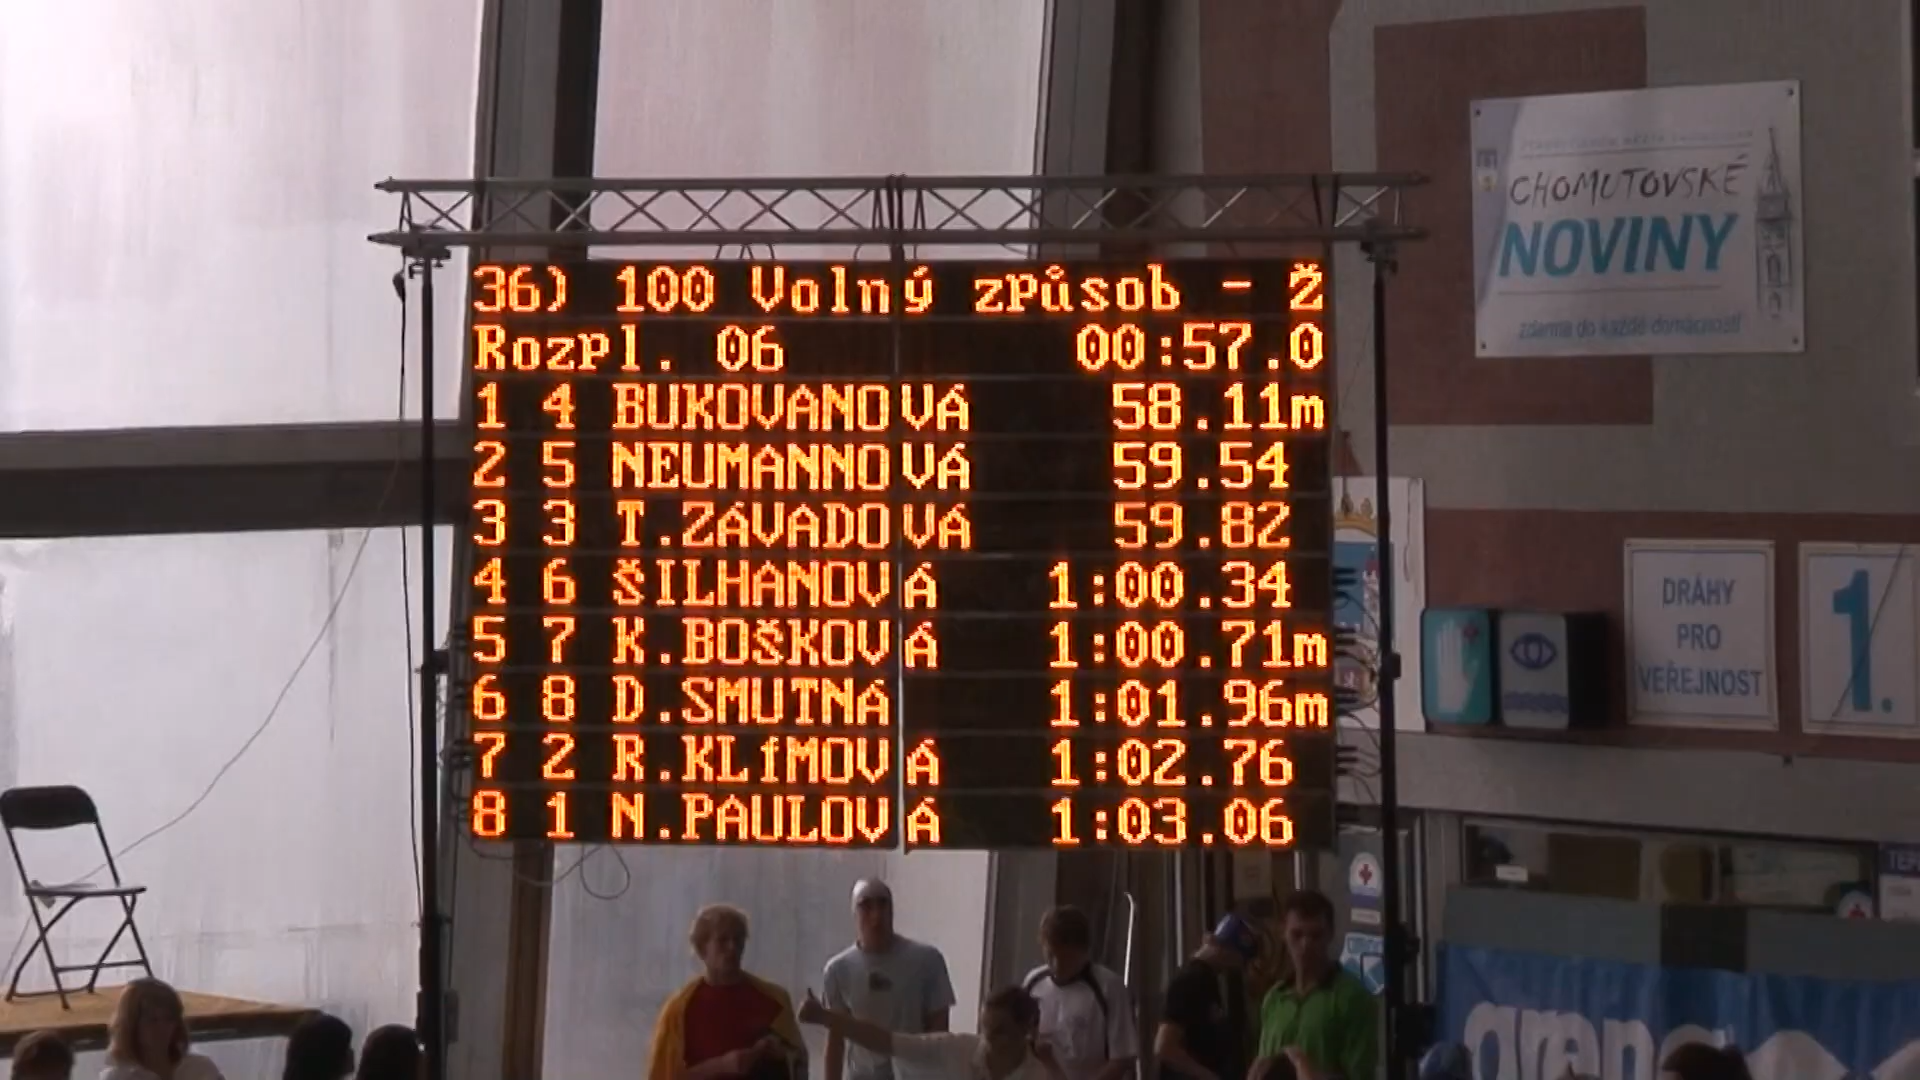 36) 100 Volný způsob - Ž
Rozpl. 06 00:57.0
1 4 BUKOVANOVÁ 58.11m
2 5 NEUMANNOVÁ 59.54
3 3 T.ZÁVADOVÁ 59.82
4 6 ŠILHANOVÁ 1:00.34
5 7 K.BOšKOVÁ 1:00.71m
6 8 D.SMUTNÁ 1:01.96m
7 2 R.KLíMOVÁ 1:02.76
8 1 N.PAULOVÁ 1:03.06
CHOMUTOVSKÉ
NOVINY
zdarma do každé domácnosti
DRÁHY
PRO
VEŘEJNOST
1.
arena